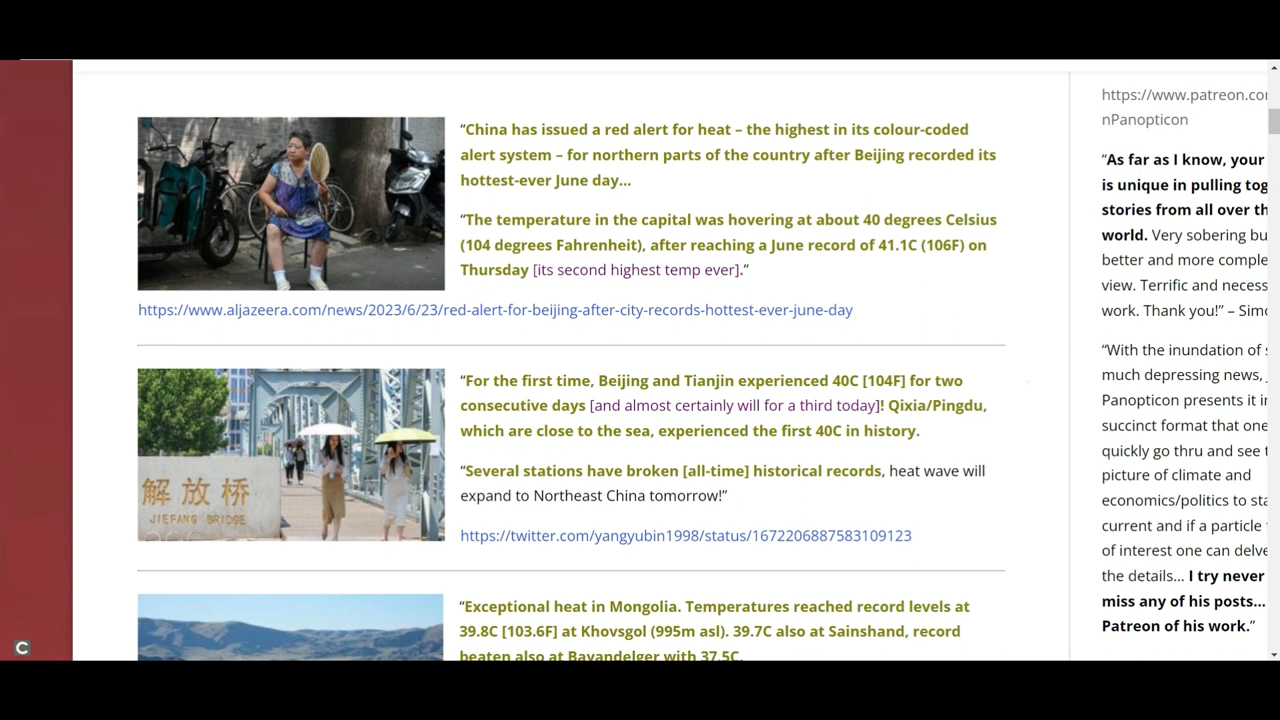 “China has issued a red alert for heat – the highest in its colour-coded
alert system – for northern parts of the country after Beijing recorded its
hottest-ever June day…
“The temperature in the capital was hovering at about 40 degrees Celsius
(104 degrees Fahrenheit), after reaching a June record of 41.1C (106F) on
Thursday [its second highest temp ever].”
https://www.aljazeera.com/news/2023/6/23/red-alert-for-beijing-after-city-records-hottest-ever-june-day
“For the first time, Beijing and Tianjin experienced 40C [104F] for two
consecutive days [and almost certainly will for a third today]! Qixia/Pingdu,
which are close to the sea, experienced the first 40C in history.
“Several stations have broken [all-time] historical records, heat wave will
expand to Northeast China tomorrow!”
https://twitter.com/yangyubin1998/status/1672206887583109123
解放桥
JIEFANG BRIDGE
“Exceptional heat in Mongolia. Temperatures reached record levels at
39.8C [103.6F] at Khovsgol (995m asl). 39.7C also at Sainshand, record
beaten also at Bayandelger with 37.5C.
https://www.patreon.co
nPanopticon
“As far as I know, your
is unique in pulling tog
stories from all over th
world. Very sobering bu
better and more comple
view. Terrific and necess
work. Thank you!” – Simo
“With the inundation of s
much depressing news,
Panopticon presents it in
succinct format that one
quickly go thru and see t
picture of climate and
economics/politics to sta
current and if a particle
of interest one can delve
the details… I try never
miss any of his posts…
Patreon of his work.”
C